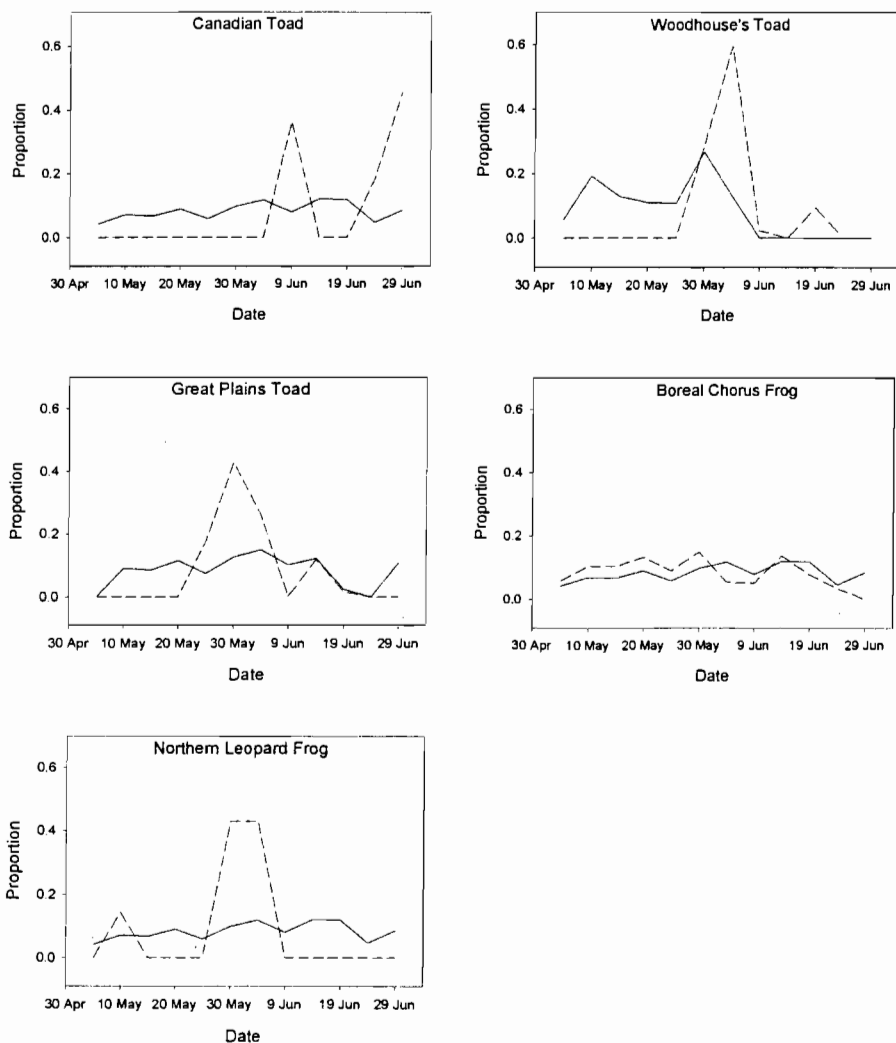 Canadian Toad
0.6
0.4
0.2
0.0
Proportion
30 Apr 10 May 20 May 30 May 9 Jun 19 Jun 29 Jun
Date
Woodhouse's Toad
0.6
0.4
0.2
0.0
Proportion
30 Apr 10 May 20 May 30 May 9 Jun 19 Jun 29 Jun
Date
Great Plains Toad
0.6
0.4
0.2
0.0
Proportion
30 Apr 10 May 20 May 30 May 9 Jun 19 Jun 29 Jun
Date
Boreal Chorus Frog
0.6
0.4
0.2
0.0
Proportion
30 Apr 10 May 20 May 30 May 9 Jun 19 Jun 29 Jun
Date
Northern Leopard Frog
0.6
0.4
0.2
0.0
Proportion
30 Apr 10 May 20 May 30 May 9 Jun 19 Jun 29 Jun
Date